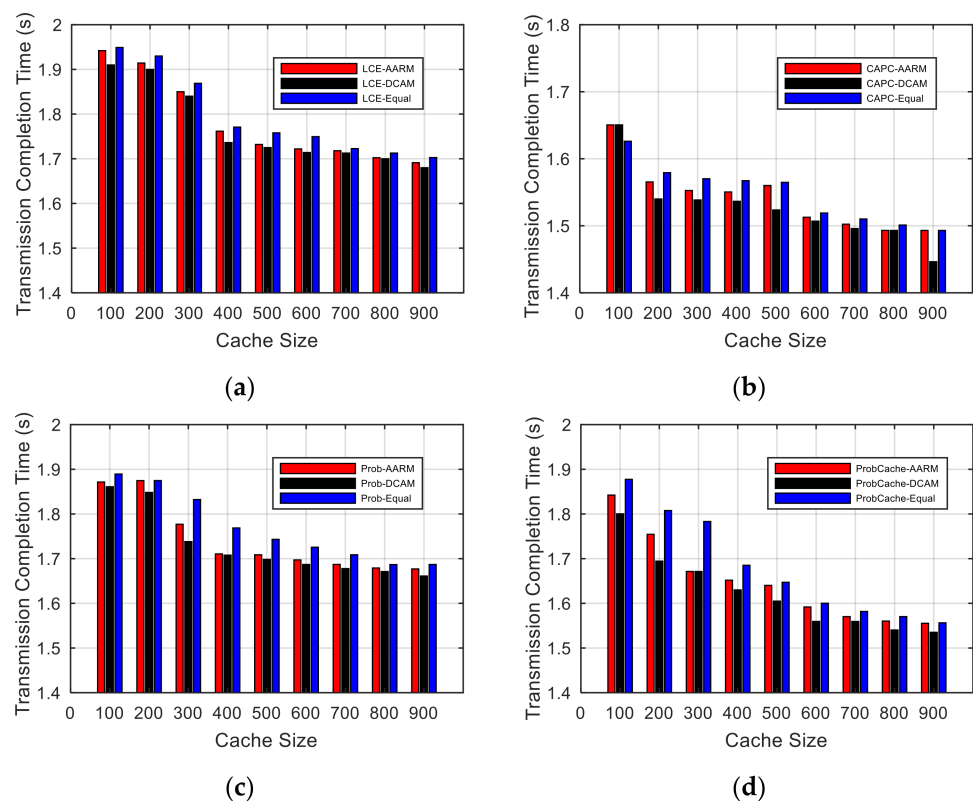 2
1.9
1.8
1.7
1.6
1.5
1.4
Transmission Completion Time (s)
LCE-AARM
LCE-DCAM
LCE-Equal
0 100 200 300 400 500 600 700 800 900
Cache Size
(a)
1.8
1.7
1.6
1.5
1.4
Transmission Completion Time (s)
CAPC-AARM
CAPC-DCAM
CAPC-Equal
0 100 200 300 400 500 600 700 800 900
Cache Size
(b)
2
1.9
1.8
1.7
1.6
1.5
1.4
Transmission Completion Time (s)
Prob-AARM
Prob-DCAM
Prob-Equal
0 100 200 300 400 500 600 700 800 900
Cache Size
(c)
2
1.9
1.8
1.7
1.6
1.5
1.4
Transmission Completion Time (s)
ProbCache-AARM
ProbCache-DCAM
ProbCache-Equal
0 100 200 300 400 500 600 700 800 900
Cache Size
(d)